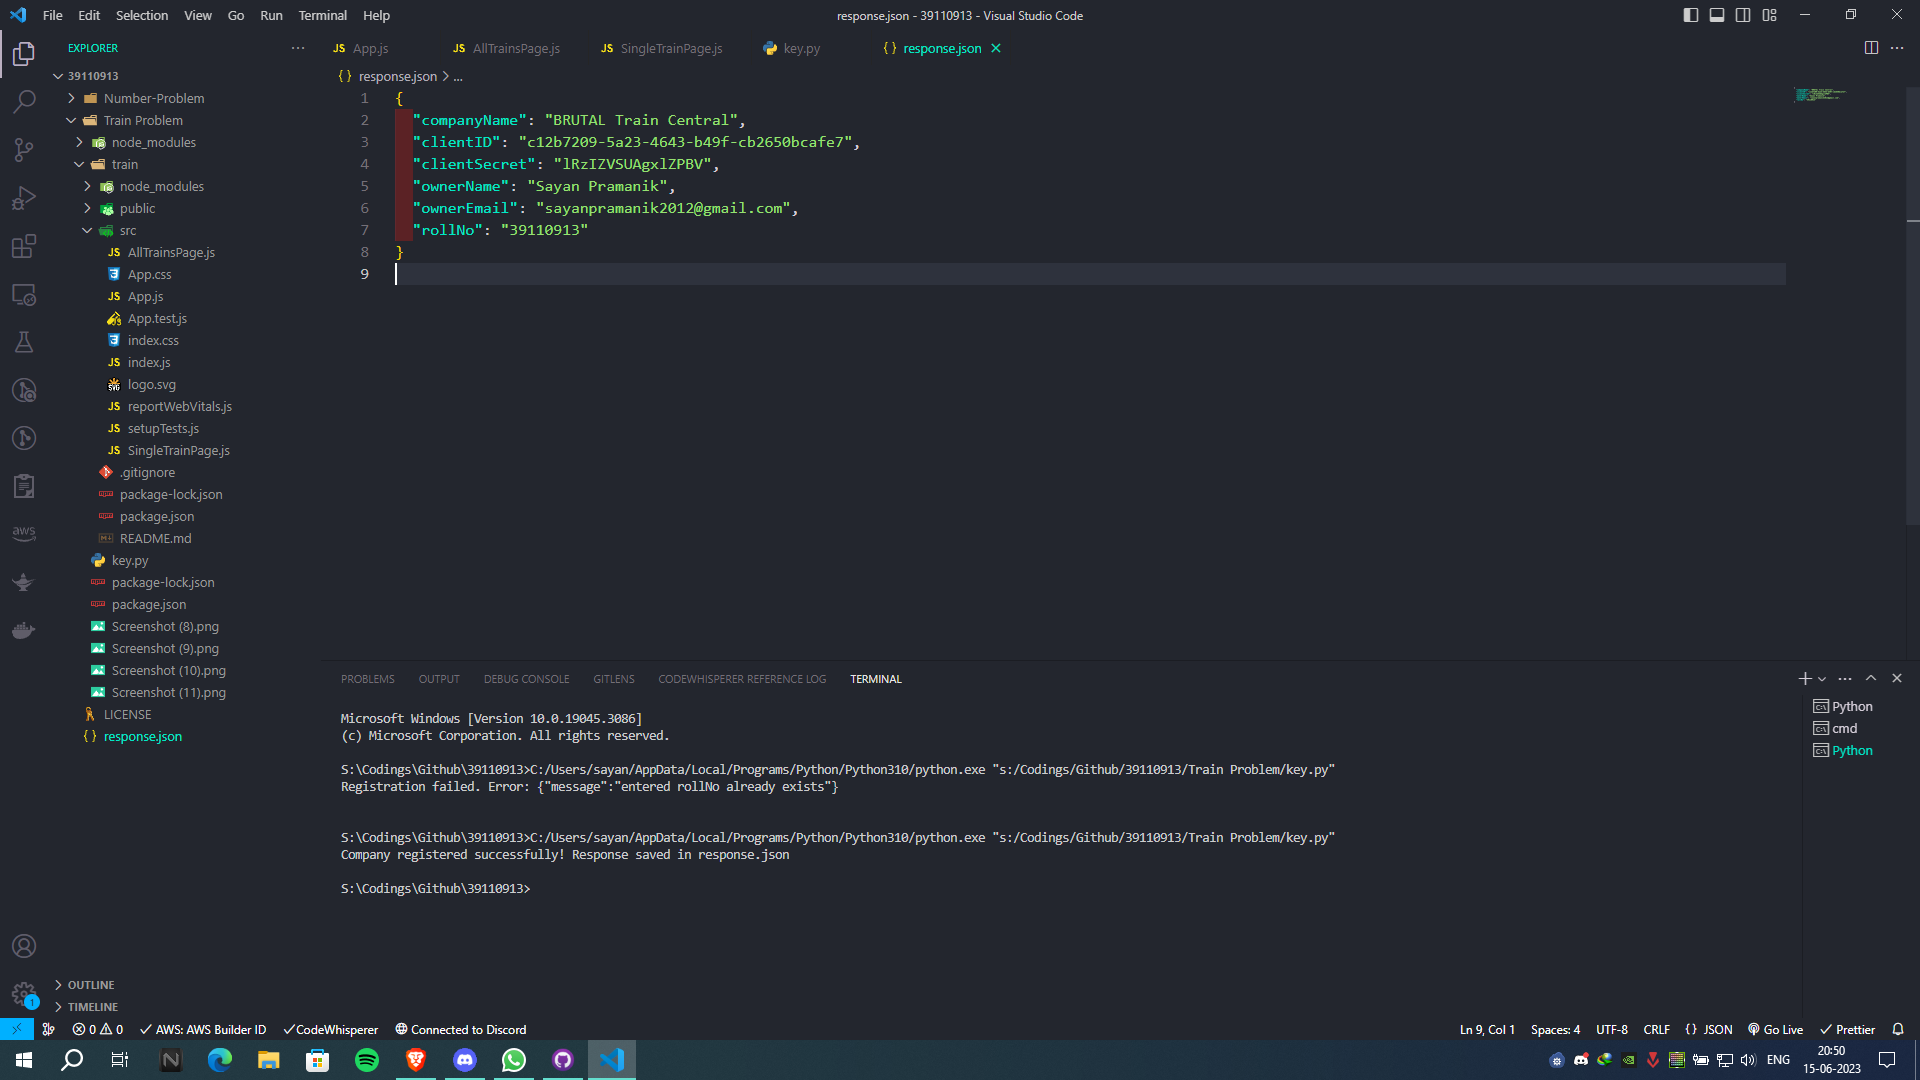 File Edit Selection View Go Run Terminal Help
response.json - 39110913 - Visual Studio Code
EXPLORER
39110913
Number-Problem
Train Problem
node_modules
train
node_modules
public
src
JS AllTrainsPage.js
App.css
JS App.js
App.test.js
index.css
JS index.js
SVG logo.svg
JS reportWebVitals.js
JS setupTests.js
JS SingleTrainPage.js
.gitignore
package-lock.json
package.json
README.md
key.py
package-lock.json
package.json
Screenshot (8).png
Screenshot (9).png
Screenshot (10).png
Screenshot (11).png
LICENSE
{} response.json
OUTLINE
TIMELINE
aws
JS App.js
JS AllTrainsPage.js
JS SingleTrainPage.js
key.py
{} response.json
{} response.json > ...
1 {
2 "companyName": "BRUTAL Train Central",
3 "clientID": "c12b7209-5a23-4643-b49f-cb2650bcafe7",
4 "clientSecret": "lRzIZVSUAgxlZPBV",
5 "ownerName": "Sayan Pramanik",
6 "ownerEmail": "sayanpramanik2012@gmail.com",
7 "rollNo": "39110913"
8 }
9
PROBLEMS OUTPUT DEBUG CONSOLE GITLENS CODEWHISPERER REFERENCE LOG TERMINAL
Microsoft Windows [Version 10.0.19045.3086]
(c) Microsoft Corporation. All rights reserved.
S:\Codings\Github\39110913>C:/Users/sayan/AppData/Local/Programs/Python/Python310/python.exe "s:/Codings/Github/39110913/Train Problem/key.py"
Registration failed. Error: {"message":"entered rollNo already exists"}
S:\Codings\Github\39110913>C:/Users/sayan/AppData/Local/Programs/Python/Python310/python.exe "s:/Codings/Github/39110913/Train Problem/key.py"
Company registered successfully! Response saved in response.json
S:\Codings\Github\39110913>
Python
cmd
Python
1
0 0 AWS: AWS Builder ID CodeWhisperer Connected to Discord
Ln 9, Col 1 Spaces: 4 UTF-8 CRLF {} JSON Go Live Prettier
ENG
20:50
15-06-2023